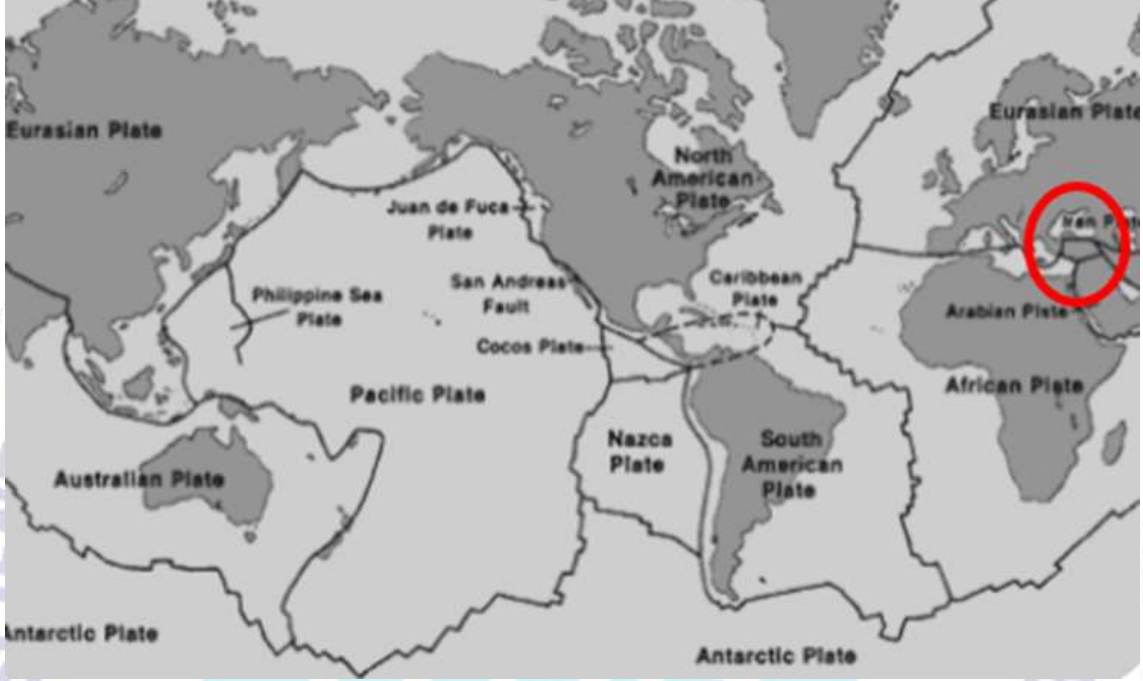 Eurasian Plate
Eurasian Plate
North
American
Plate
Juan de Fuca
Plate
Iran Plate
San Andreas
Fault
Caribbean
Plate
Philippine Sea
Plate
Arabian Plate
Cocos Plate
African Plate
Pacific Plate
Nazca
Plate
South
American
Plate
Australian Plate
Antarctic Plate
Antarctic Plate